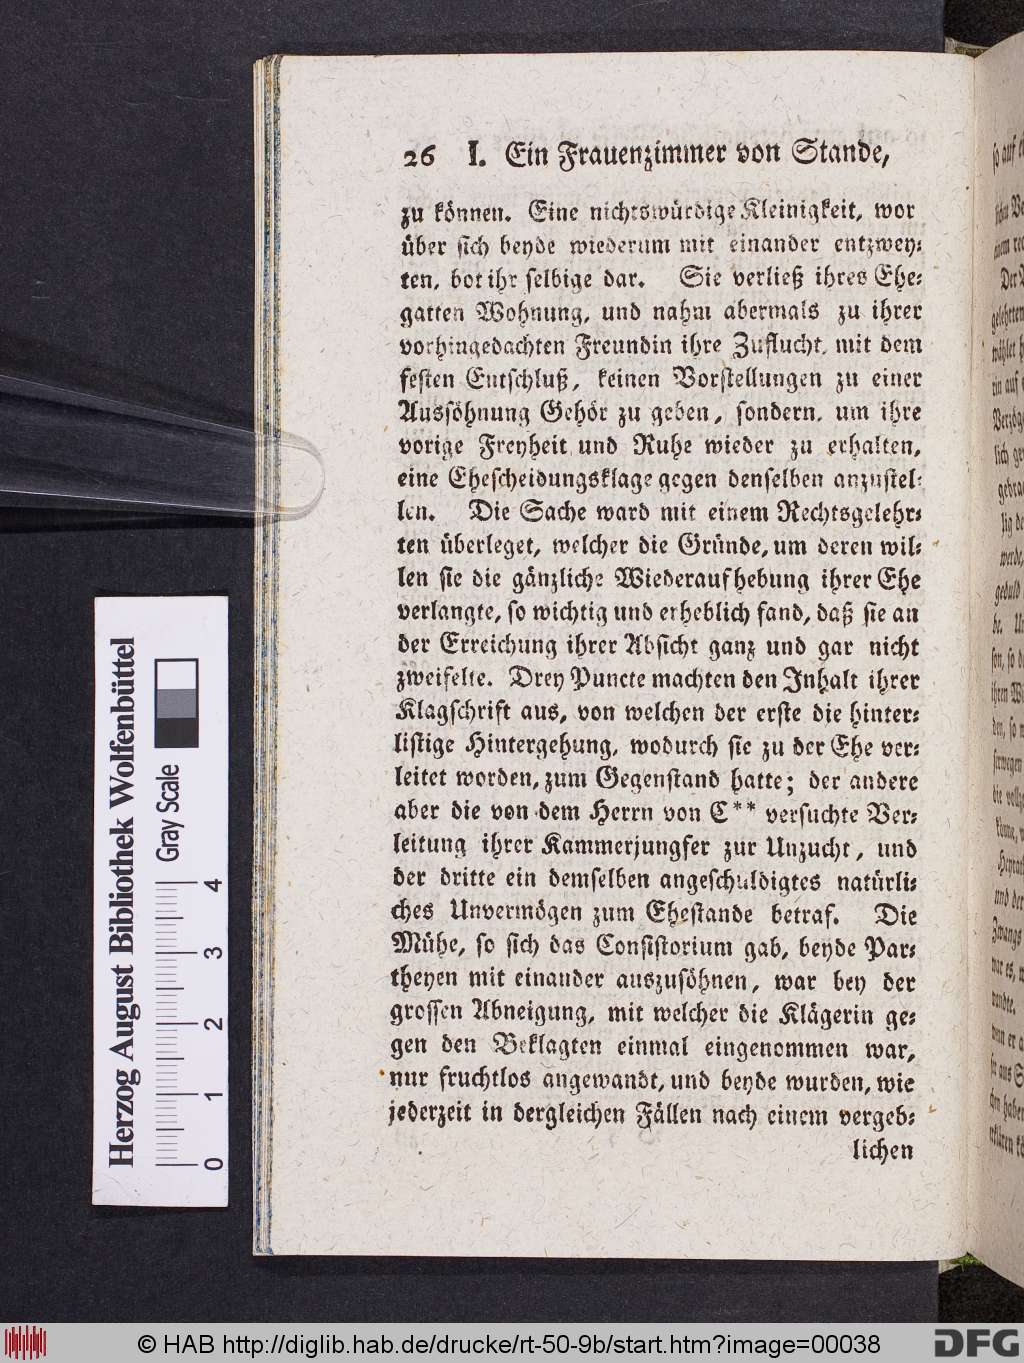 26 I. Ein Frauenzimmer von Stande,
zu können. Eine nichtswürdige Kleinigkeit, wor
über sich beyde wiederum mit einander entzwey-
ten, bot ihr selbige dar. Sie verließ ihres Ehe-
gatten Wohnung, und nahm abermals zu ihrer
vorhingedachten Freundin ihre Zuflucht, mit dem
festen Entschluß, keinen Vorstellungen zu einer
Aussöhnung Gehör zu geben, sondern, um ihre
vorige Freyheit und Ruhe wieder zu erhalten,
eine Ehescheidungsklage gegen denselben anzustel-
len. Die Sache ward mit einem Rechtsgelehr-
ten überleget, welcher die Gründe, um deren wil-
len sie die gänzliche Wiederaufhebung ihrer Ehe
verlangte, so wichtig und erheblich fand, daß sie an
der Erreichung ihrer Absicht ganz und gar nicht
zweifelte. Drey Puncte machten den Inhalt ihrer
Klagschrift aus, von welchen der erste die hinter-
listige Hintergehung, wodurch sie zu der Ehe ver-
leitet worden, zum Gegenstand hatte; der andere
aber die von dem Herrn von C** versuchte Ver-
leitung ihrer Kammerjungfer zur Unzucht, und
der dritte ein demselben angeschuldigtes natürli-
ches Unvermögen zum Ehestande betraf. Die
Mühe, so sich das Consistorium gab, beyde Par-
theyen mit einander auszusöhnen, war bey der
grossen Abneigung, mit welcher die Klägerin ge-
gen den Beklagten einmal eingenommen war,
nur fruchtlos angewandt, und beyde wurden, wie
jederzeit in dergleichen Fällen nach einem vergeb-
lichen
Herzog August Bibliothek Wolfenbüttel
Gray Scale
0 1 2 3 4
© HAB http://diglib.hab.de/drucke/rt-50-9b/start.htm?image=00038
DFG